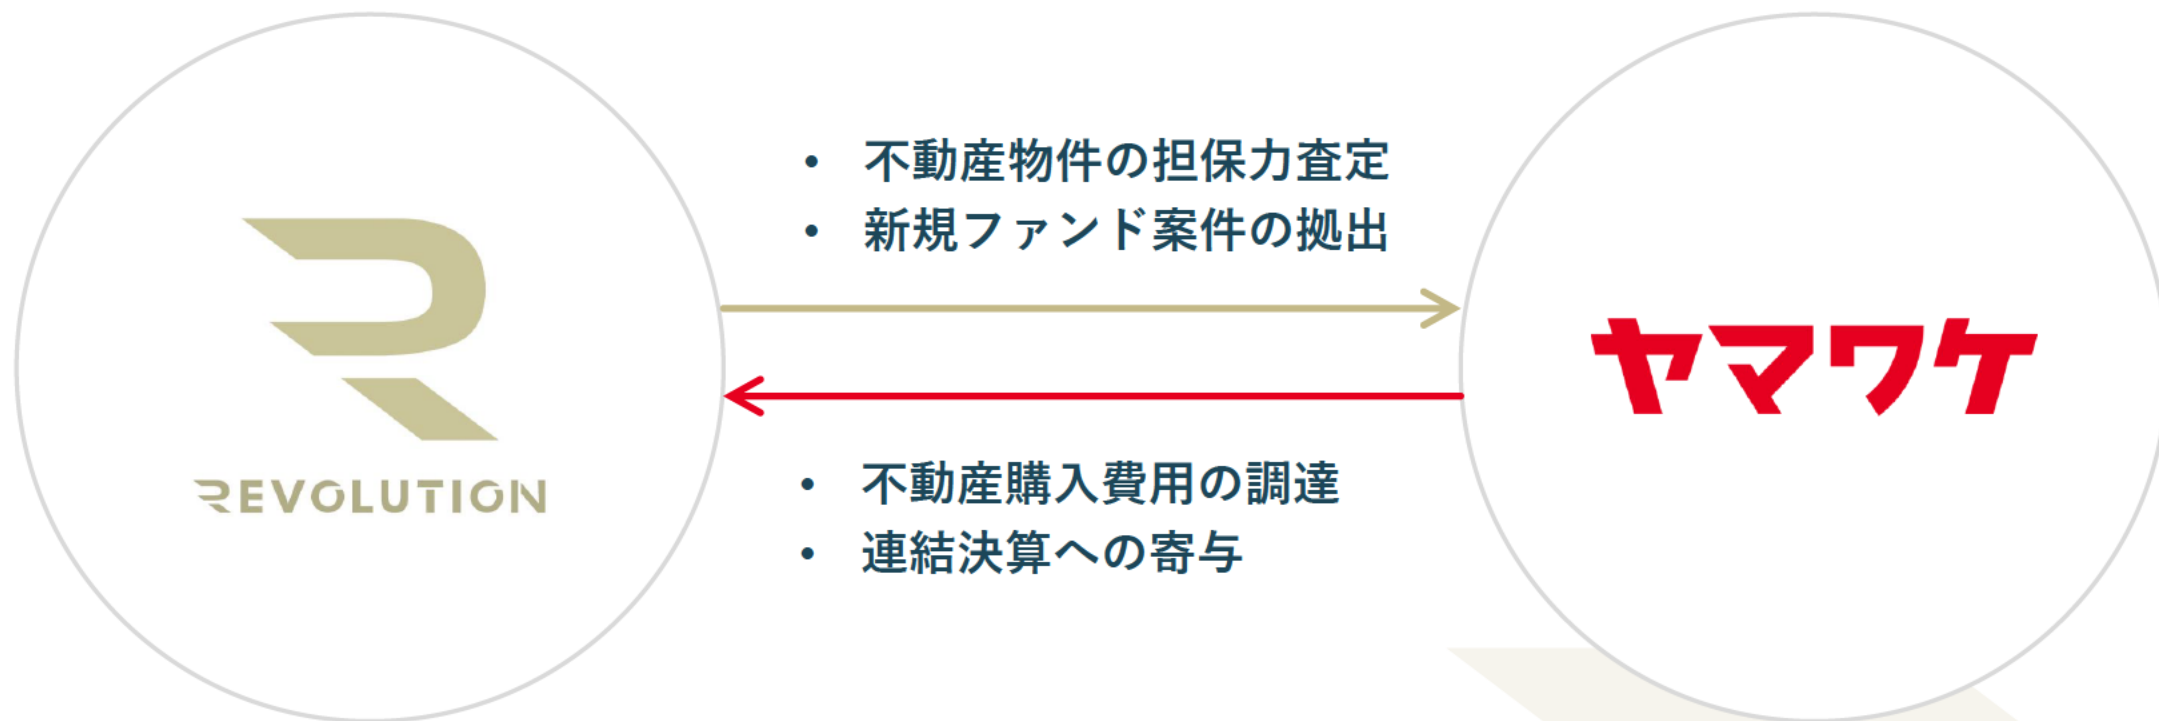 REVOLUTION
• 不動産物件の担保力査定
• 新規ファンド案件の拠出
• 不動産購入費用の調達
• 連結決算への寄与
ヤマワケ